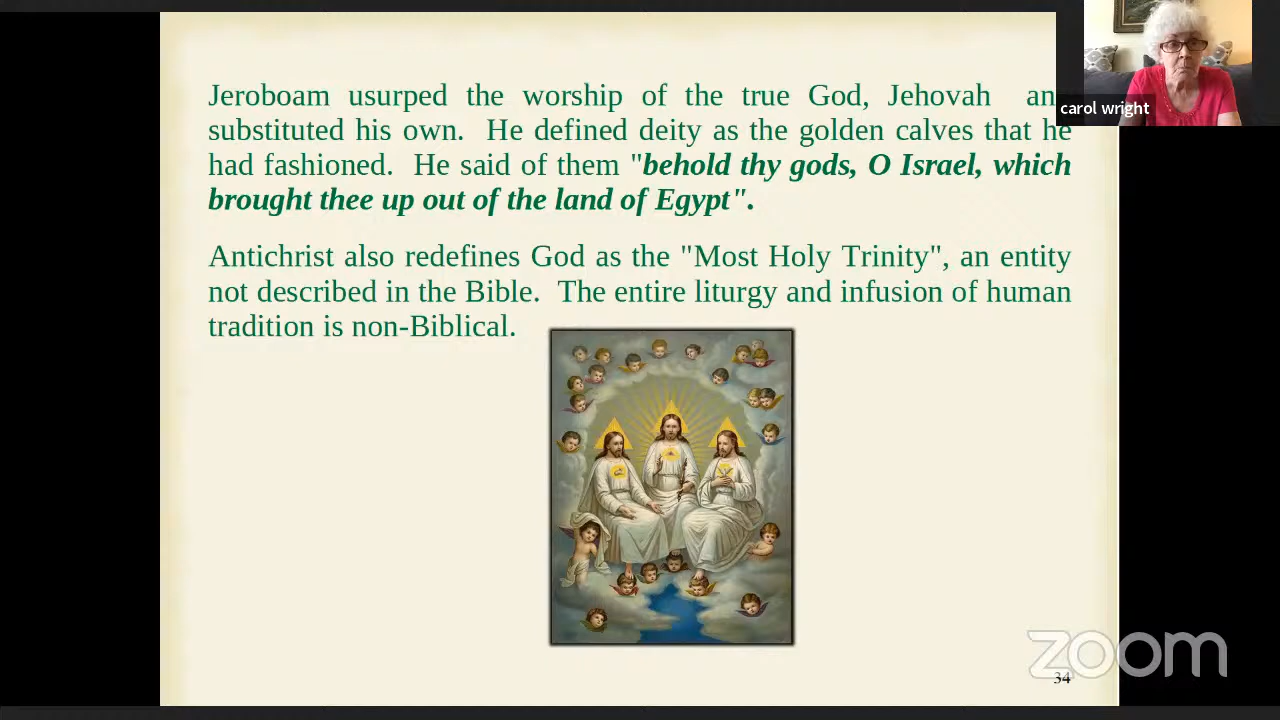 Jeroboam usurped the worship of the true God, Jehovah an
substituted his own. He defined deity as the golden calves that he
had fashioned. He said of them "behold thy gods, O Israel, which
brought thee up out of the land of Egypt".
Antichrist also redefines God as the "Most Holy Trinity", an entity
not described in the Bible. The entire liturgy and infusion of human
tradition is non-Biblical.
carol wright
zoom
34